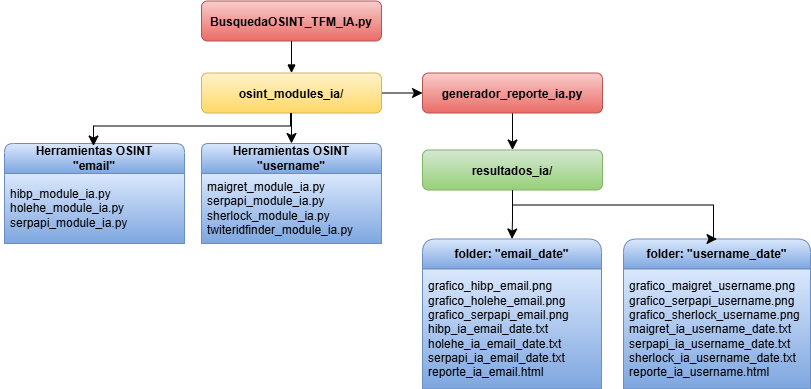 BusquedaOSINT_TFM_IA.py
osint_modules_ia/
generador_reporte_ia.py
Herramientas OSINT
"email"
hibp_module_ia.py
holehe_module_ia.py
serpapi_module_ia.py
Herramientas OSINT
"username"
maigret_module_ia.py
serpapi_module_ia.py
sherlock_module_ia.py
twiteridfinder_module_ia.py
resultados_ia/
folder: "email_date"
grafico_hibp_email.png
grafico_holehe_email.png
grafico_serpapi_email.png
hibp_ia_email_date.txt
holehe_ia_email_date.txt
serpapi_ia_email_date.txt
reporte_ia_email.html
folder: "username_date"
grafico_maigret_username.png
grafico_serpapi_username.png
grafico_sherlock_username.png
maigret_ia_username_date.txt
serpapi_ia_username_date.txt
sherlock_ia_username_date.txt
reporte_ia_username.html